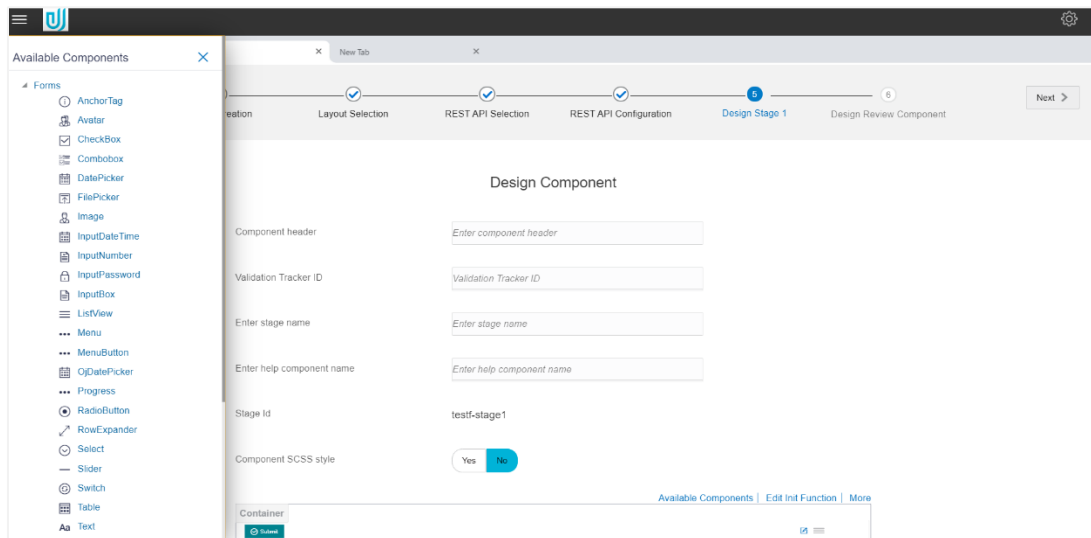 Available Components
Forms
AnchorTag
Avatar
CheckBox
Combobox
DatePicker
FilePicker
Image
InputDateTime
InputNumber
InputPassword
InputBox
ListView
Menu
MenuButton
OjDatePicker
Progress
RadioButton
RowExpander
Select
Slider
Switch
Table
Aa Text
New Tab
5 6
eation Layout Selection REST API Selection REST API Configuration Design Stage 1 Design Review Component
Next
Design Component
Component header Enter component header
Validation Tracker ID Validation Tracker ID
Enter stage name Enter stage name
Enter help component name Enter help component name
Stage Id testf-stage1
Component SCSS style Yes No
Available Components | Edit Init Function | More
Container
Submit